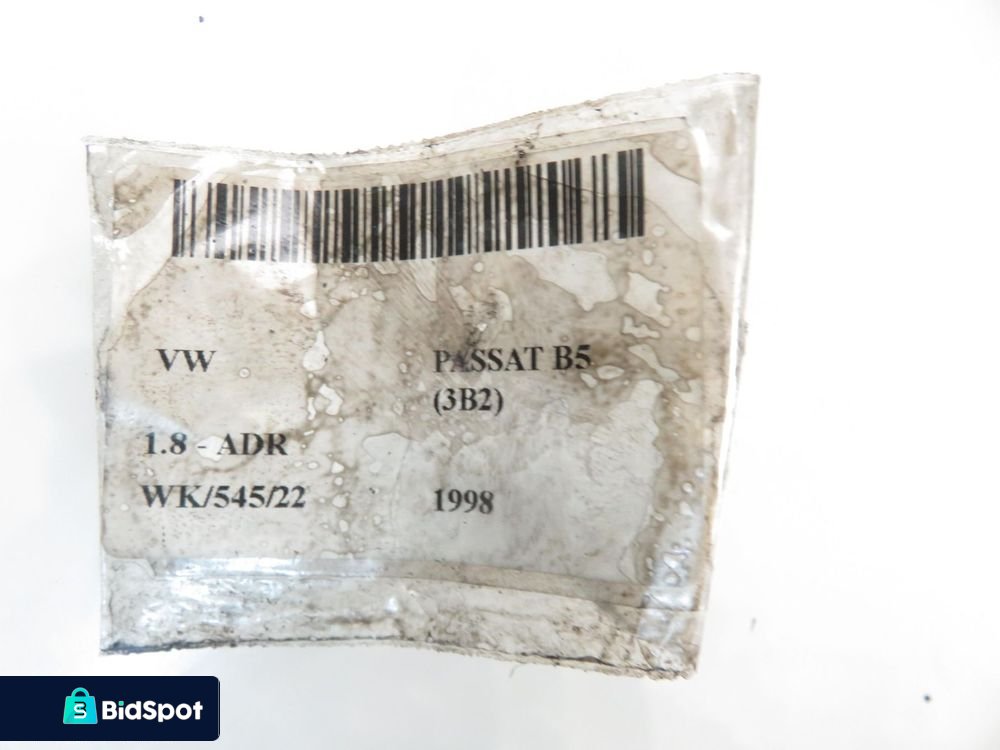 VW PASSAT B5
(3B2)
1.8 - ADR
WK/545/22 1998
BidSpot